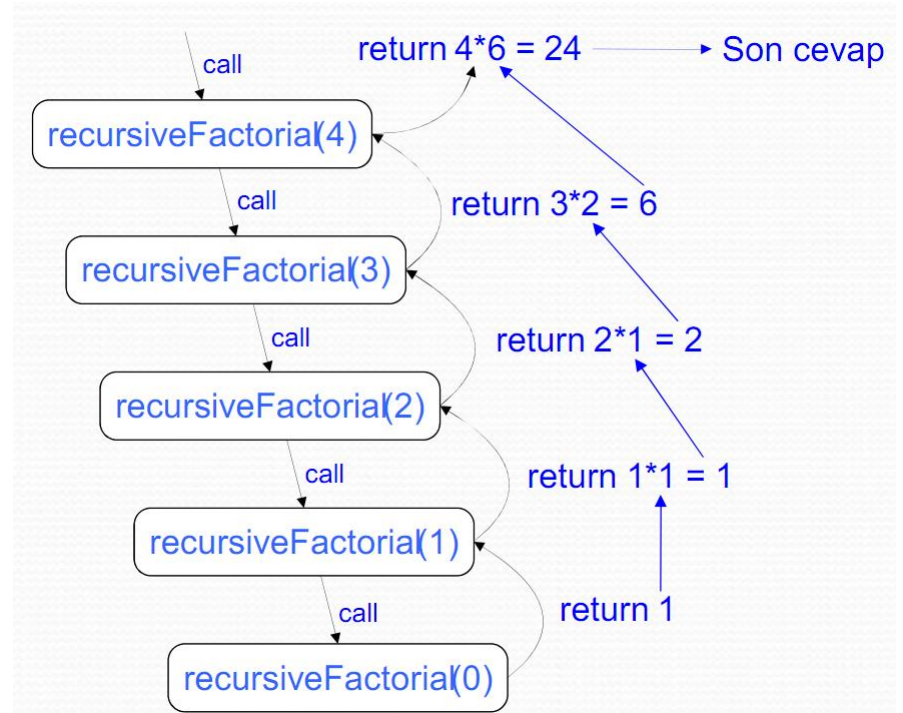 return 4*6 = 24
Son cevap
call
recursiveFactorial(4)
call
return 3*2 = 6
recursiveFactorial(3)
call
return 2*1 = 2
recursiveFactorial(2)
call
return 1*1 = 1
recursiveFactorial(1)
call
return 1
recursiveFactorial(0)